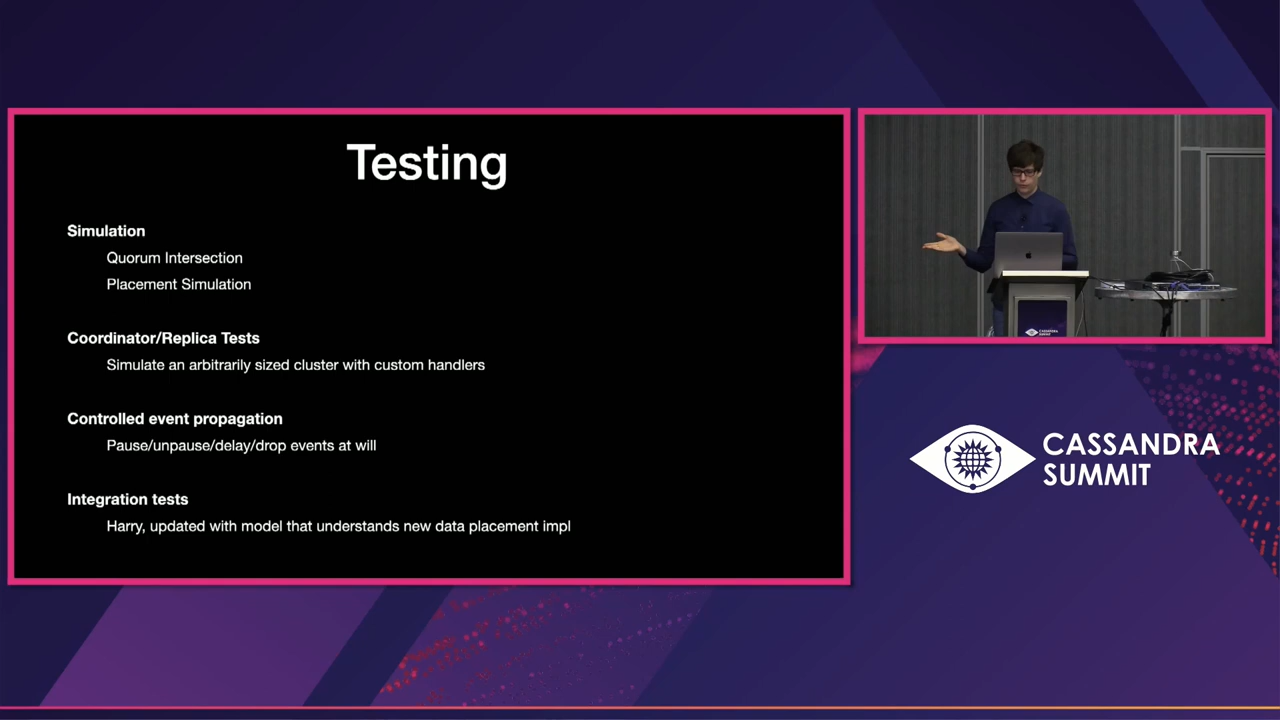 Testing
Simulation
Quorum Intersection
Placement Simulation
Coordinator/Replica Tests
Simulate an arbitrarily sized cluster with custom handlers
Controlled event propagation
Pause/unpause/delay/drop events at will
Integration tests
Harry, updated with model that understands new data placement impl
CASSANDRA
SUMMIT
CASSANDRA
SUMMIT